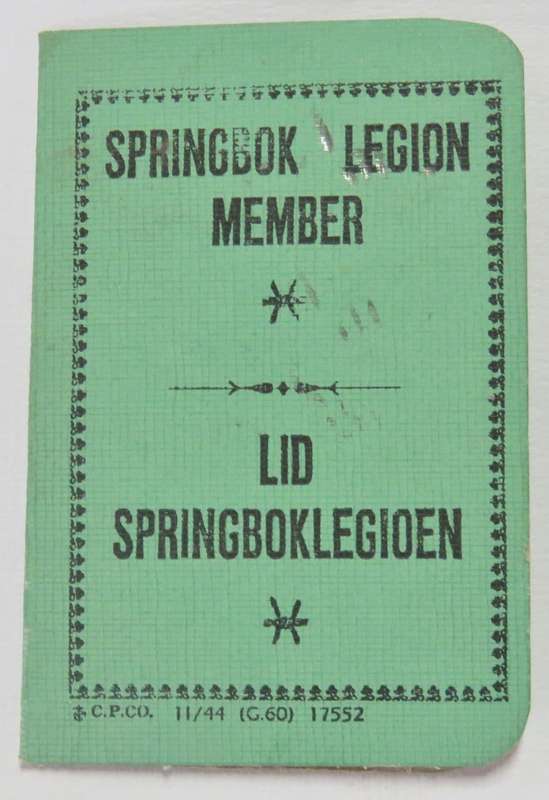 SPRINGBOK LEGION
MEMBER
LID
SPRINGBOKLEGIOEN
C.P.CO. 11/44 (G.60) 17552